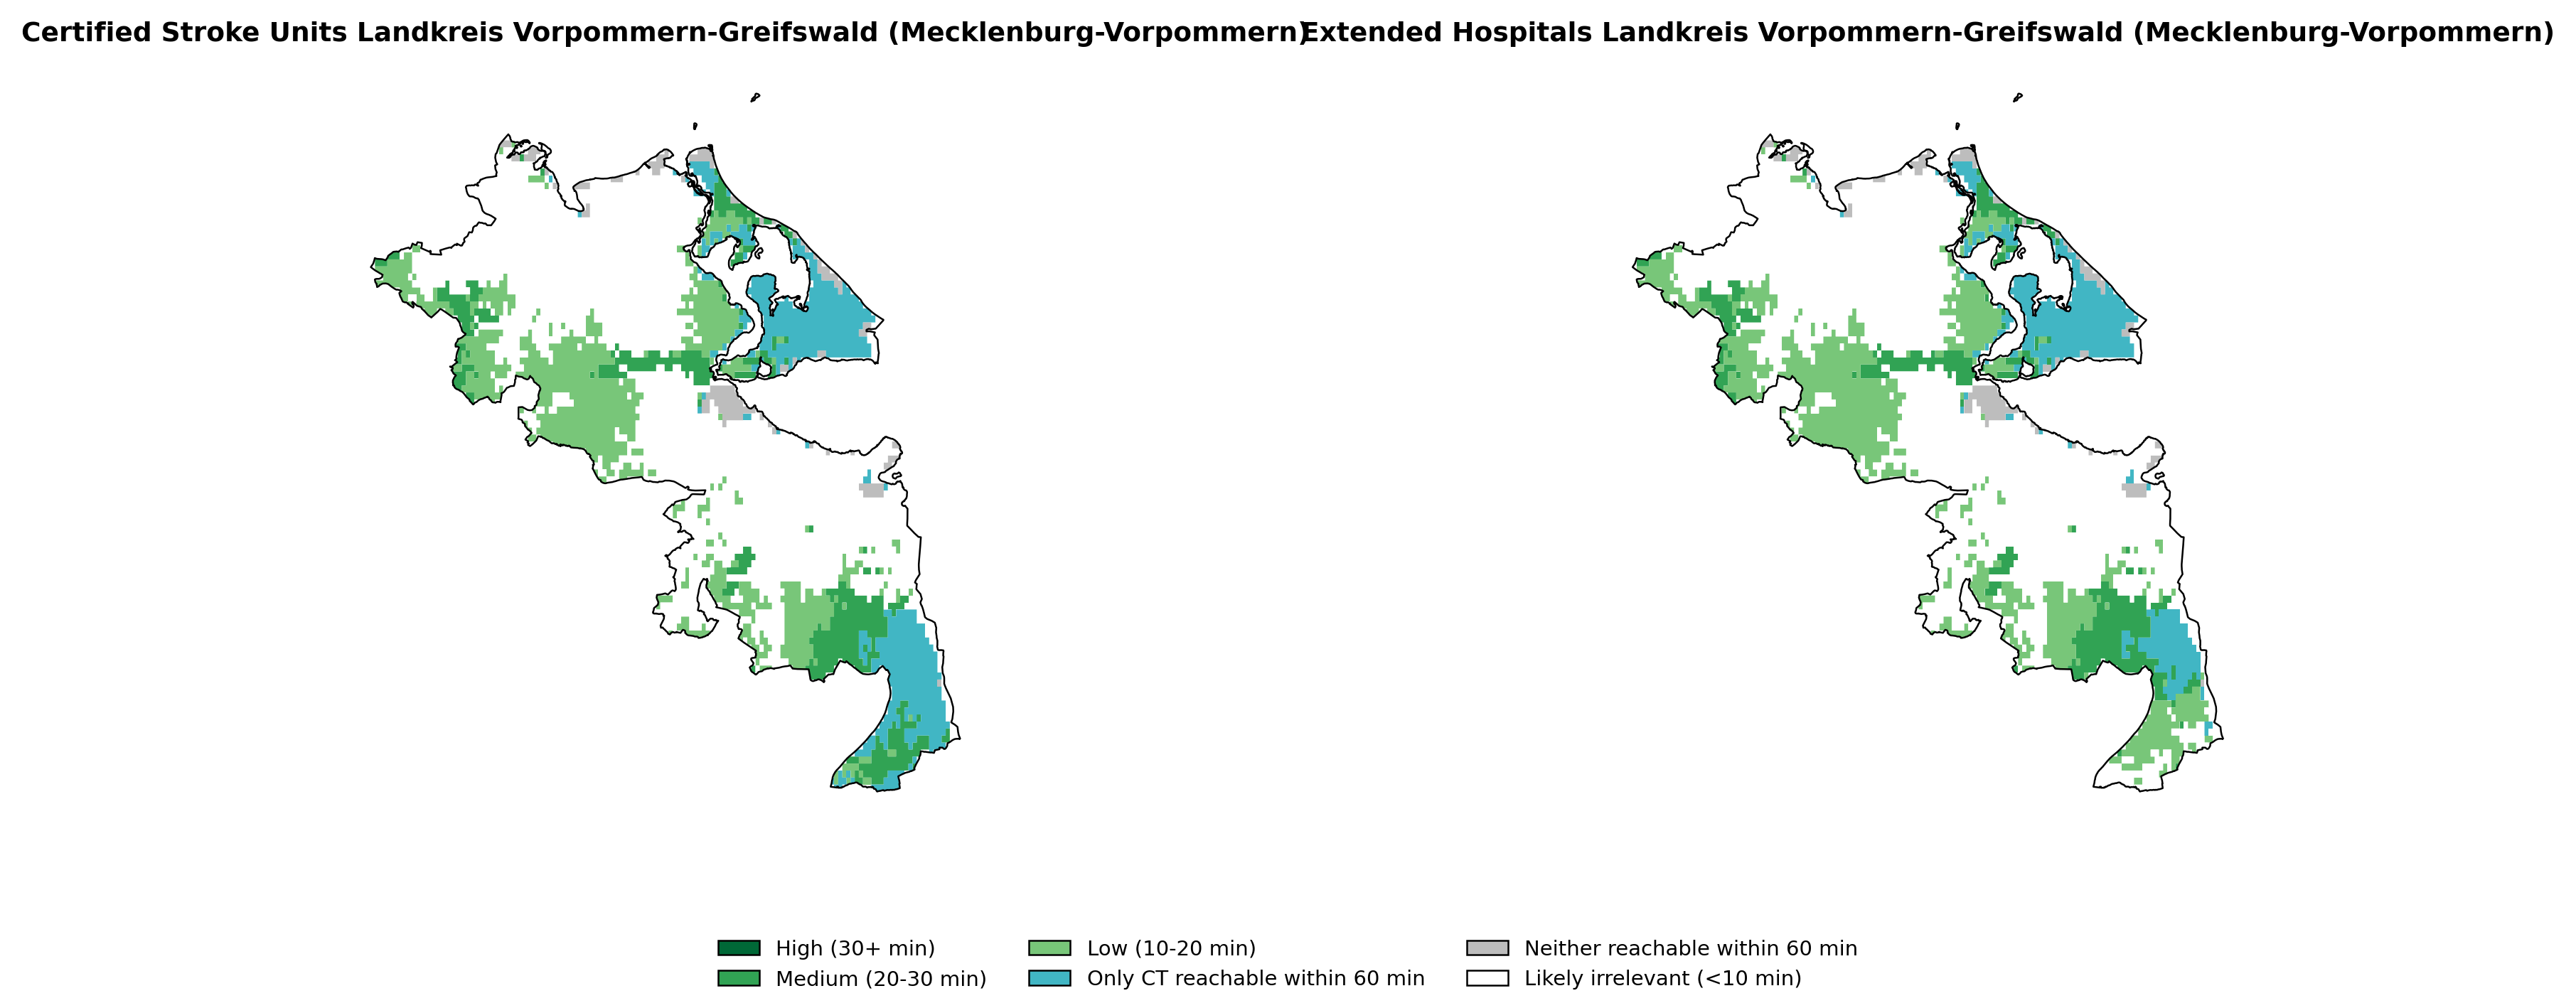 Certified Stroke Units Landkreis Vorpommern-Greifswald (Mecklenburg-Vorpommern)
Extended Hospitals Landkreis Vorpommern-Greifswald (Mecklenburg-Vorpommern)
High (30+ min)
Medium (20-30 min)
Low (10-20 min)
Only CT reachable within 60 min
Neither reachable within 60 min
Likely irrelevant (<10 min)